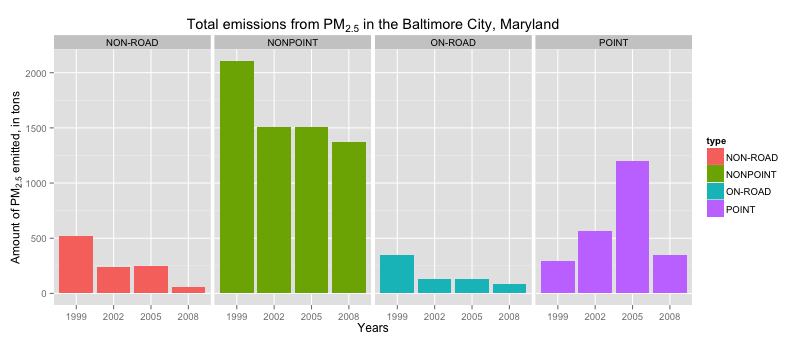 Total emissions from PM2.5 in the Baltimore City, Maryland
NON-ROAD NONPOINT ON-ROAD POINT
Amount of PM2.5 emitted, in tons
2000
1500
1000
500
0
1999 2002 2005 2008 1999 2002 2005 2008 1999 2002 2005 2008 1999 2002 2005 2008
Years
type
NON-ROAD
NONPOINT
ON-ROAD
POINT